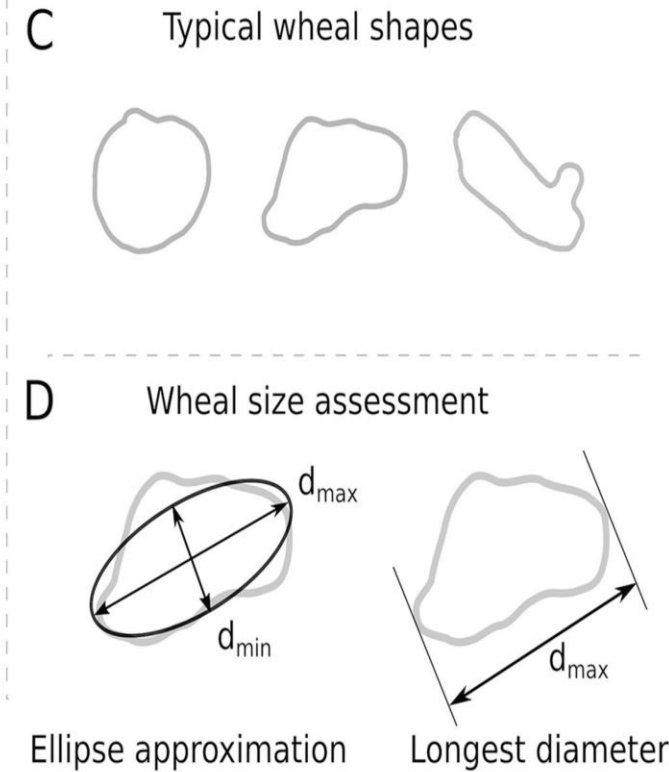 C
Typical wheal shapes
D
Wheal size assessment
dmax
dmin
dmax
Ellipse approximation
Longest diameter